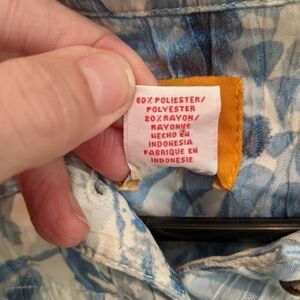 80% POLIESTER/
POLYESTER
20% RAYON/
RAYONNE
HECHO EN
INDONESIA
FABRIQUE EN
INDONESIE